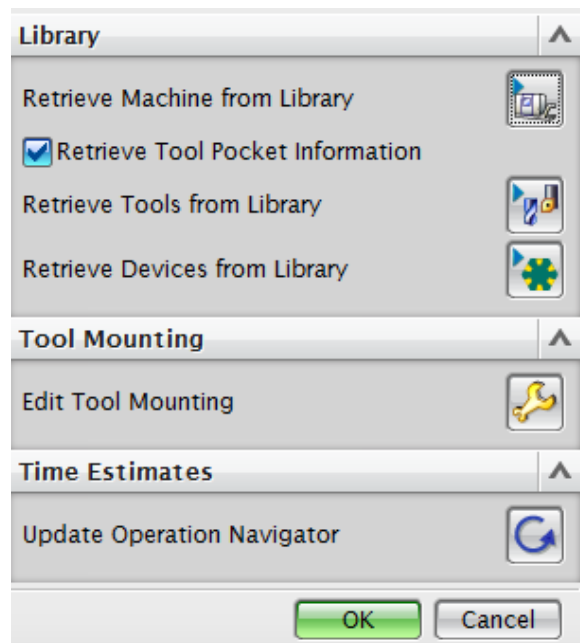 Library
Retrieve Machine from Library
Retrieve Tool Pocket Information
Retrieve Tools from Library
Retrieve Devices from Library
Tool Mounting
Edit Tool Mounting
Time Estimates
Update Operation Navigator
OK Cancel